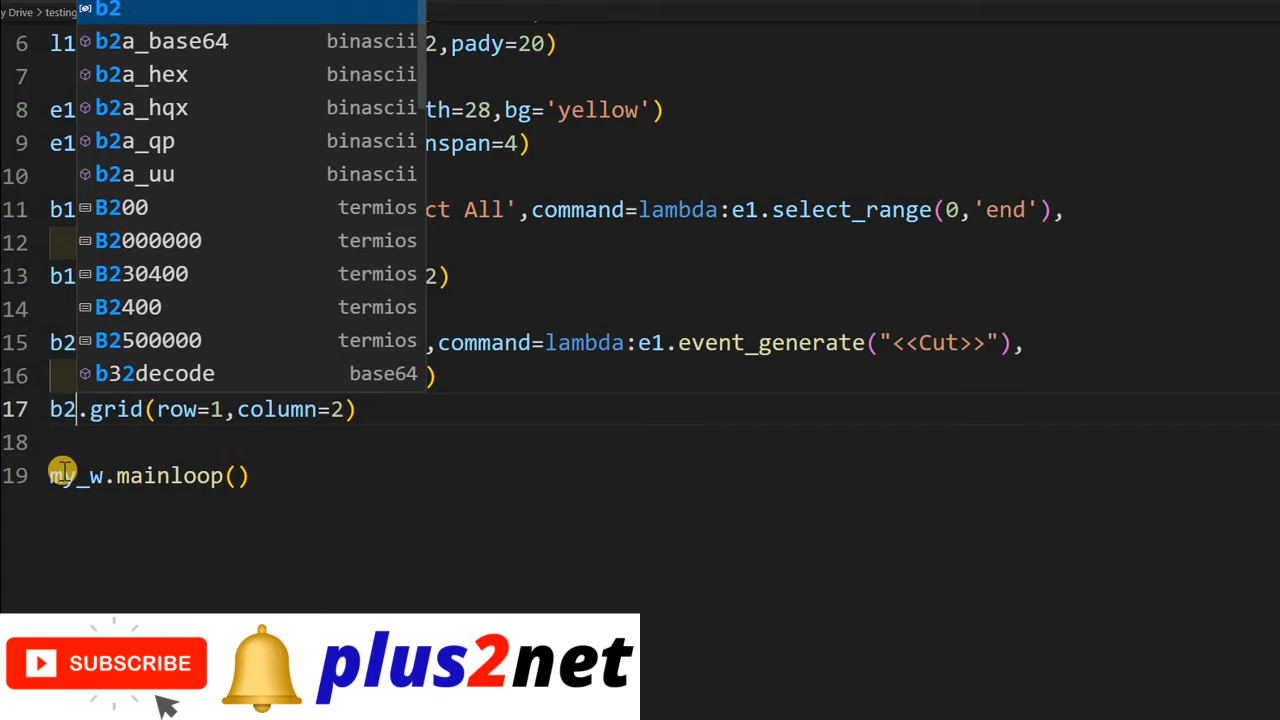 y Drive > testing
b2
b2a_base64 binascii
b2a_hex binascii
b2a_hqx binascii
b2a_qp binascii
b2a_uu binascii
B200 termios
B2000000 termios
B230400 termios
B2400 termios
B2500000 termios
b32decode base64
6 l1 2,pady=20)
7
8 e1 th=28,bg='yellow')
9 e1 nspan=4)
10
11 b1 ct All',command=lambda:e1.select_range(0,'end'),
12
13 b1 2)
14
15 b2 ,command=lambda:e1.event_generate("<<Cut>>"),
16 )
17 b2.grid(row=1,column=2)
18
19 my_w.mainloop()
SUBSCRIBE
plus2net